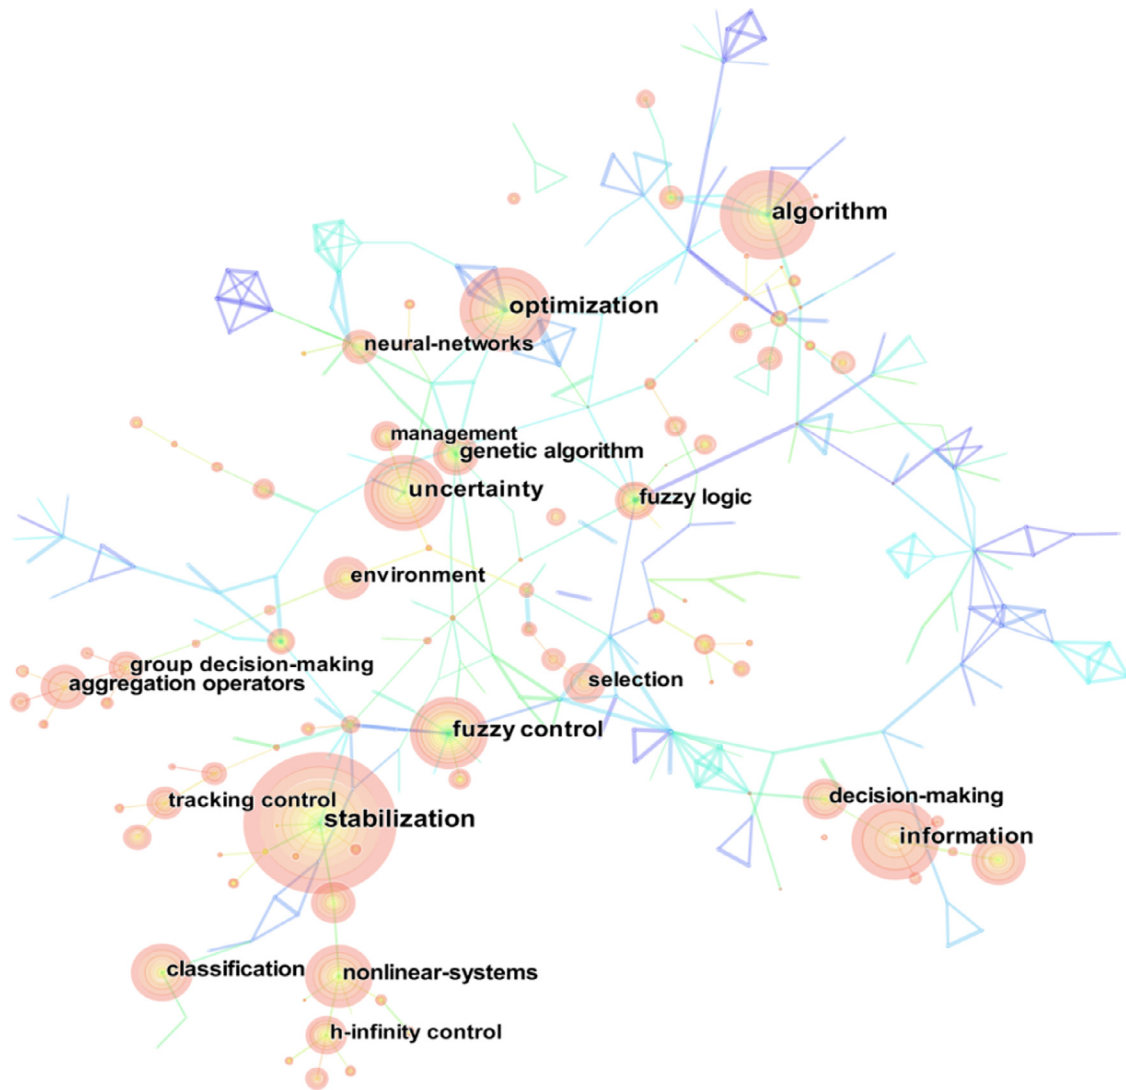 algorithm
optimization
neural-networks
management
genetic algorithm
uncertainty
fuzzy logic
environment
group decision-making
aggregation operators
selection
fuzzy control
decision-making
tracking control
stabilization
information
classification
nonlinear-systems
h-infinity control